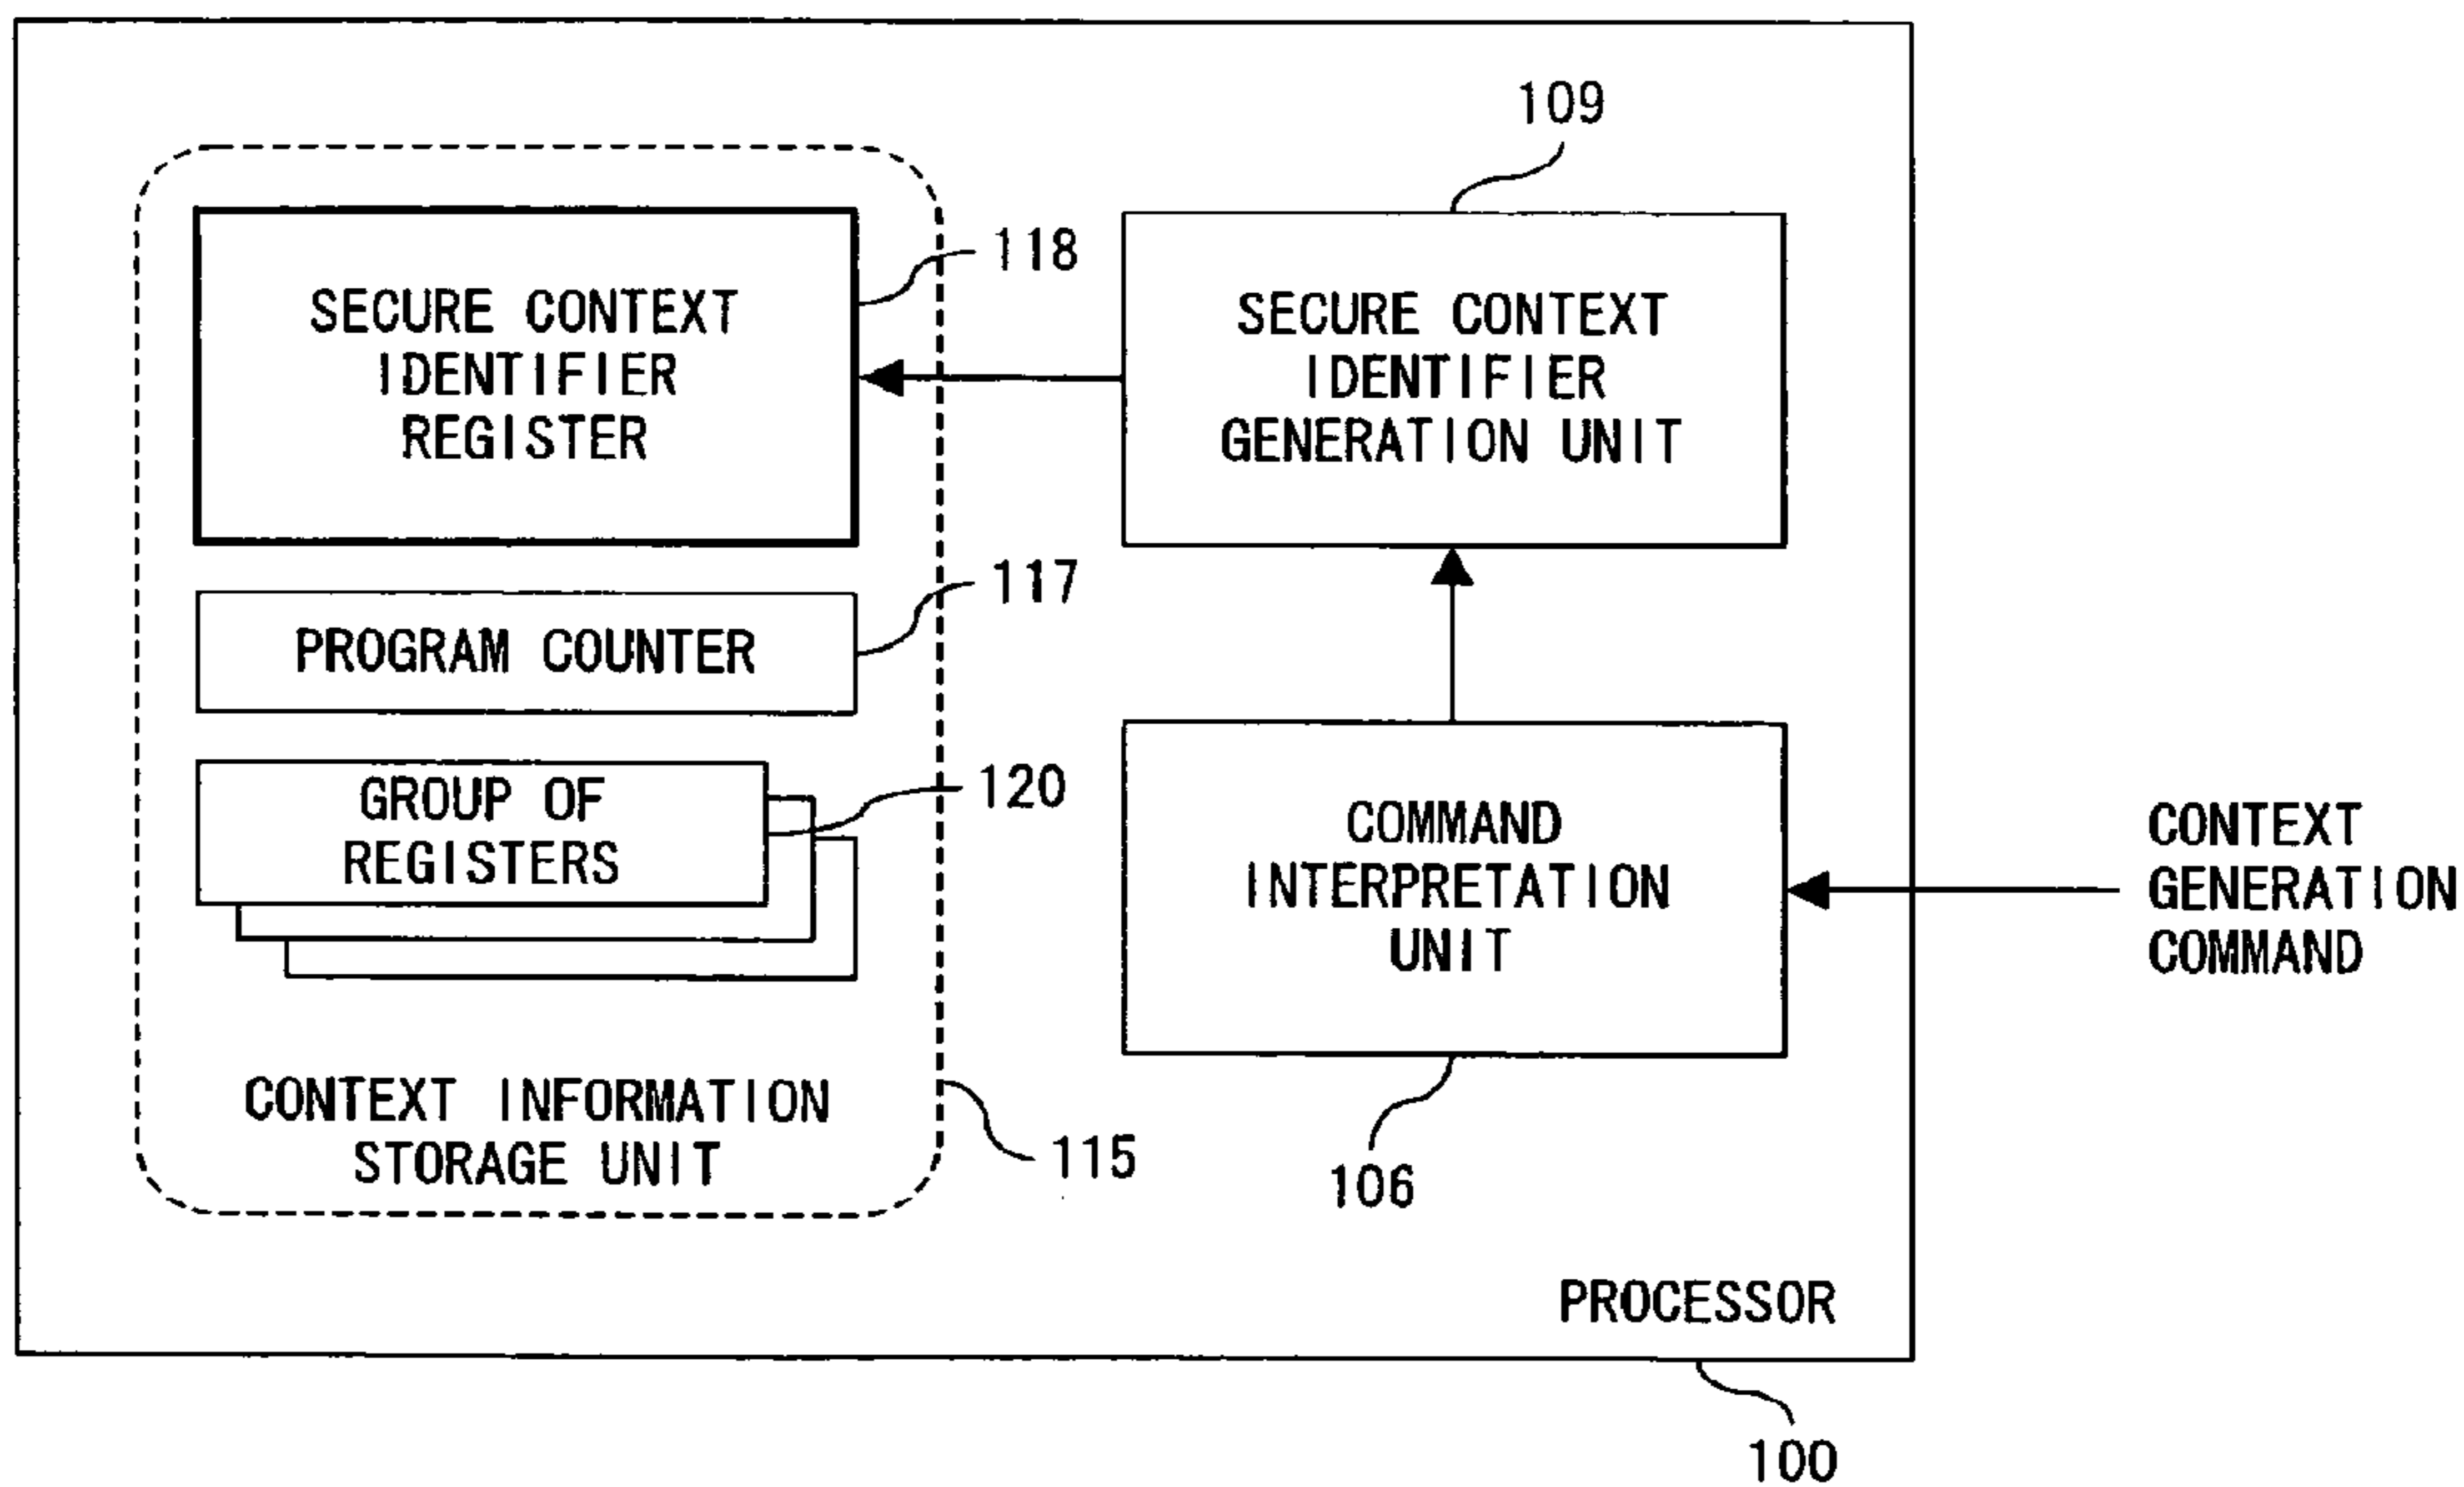 109
118
SECURE CONTEXT
IDENTIFIER
REGISTER
SECURE CONTEXT
IDENTIFIER
GENERATION UNIT
117
PROGRAM COUNTER
120
GROUP OF
REGISTERS
COMMAND
INTERPRETATION
UNIT
CONTEXT
GENERATION
COMMAND
CONTEXT INFORMATION
STORAGE UNIT
115
106
PROCESSOR
100